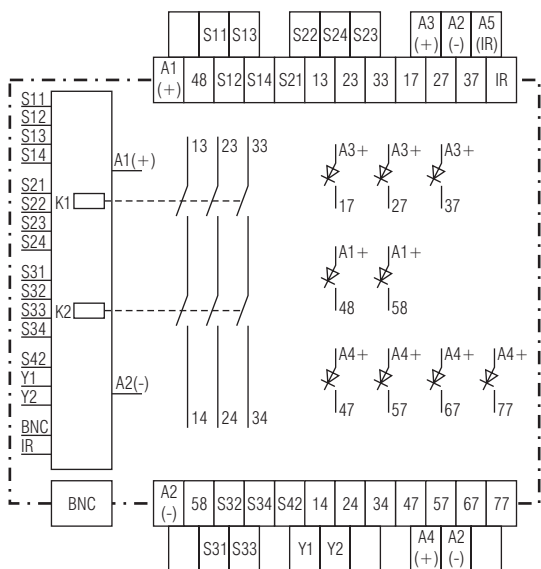 S11 S13 S22 S24 S23 A3 (+) A2 (-) A5 (IR)
A1 (+) 48 S12 S14 S21 13 23 33 17 27 37 IR
S11
S12
S13
S14
A1(+)
S21
K1
S22
S23
S24
S31
S32
K2
S33
S34
S42
Y1
A2(-)
Y2
BNC
IR
13 23 33
14 24 34
A3+ A3+ A3+
17 27 37
A1+ A1+
48 58
A4+ A4+ A4+ A4+
47 57 67 77
BNC
A2 (-) 58 S32 S34 S42 14 24 34 47 57 67 77
S31 S33 Y1 Y2 A4 (+) A2 (-)